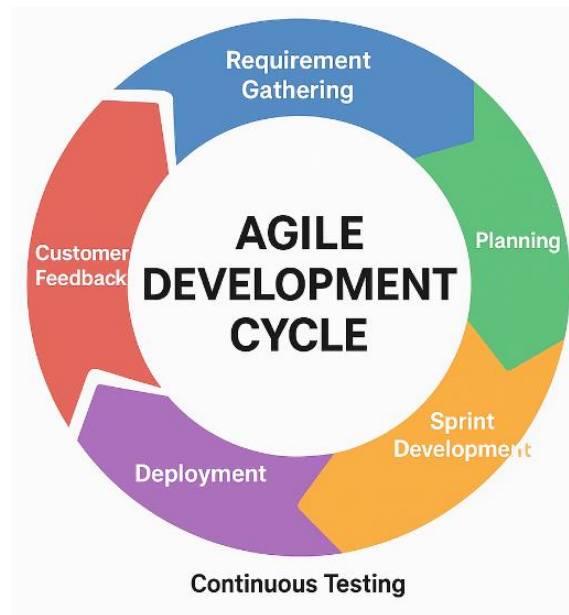 Requirement
Gathering
Planning
Sprint
Development
Deployment
Customer
Feedback
AGILE
DEVELOPMENT
CYCLE
Continuous Testing